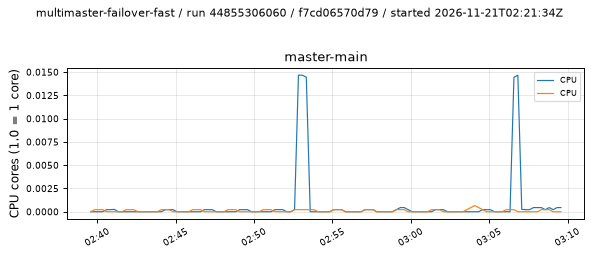 multimaster-failover-fast / run 44855306060 / f7cd06570d79 / started 2026-11-21T02:21:34Z
master-main
CPU cores (1.0 = 1 core)
0.0150
0.0125
0.0100
0.0075
0.0050
0.0025
0.0000
CPU
CPU
02:40
02:45
02:50
02:55
03:00
03:05
03:10